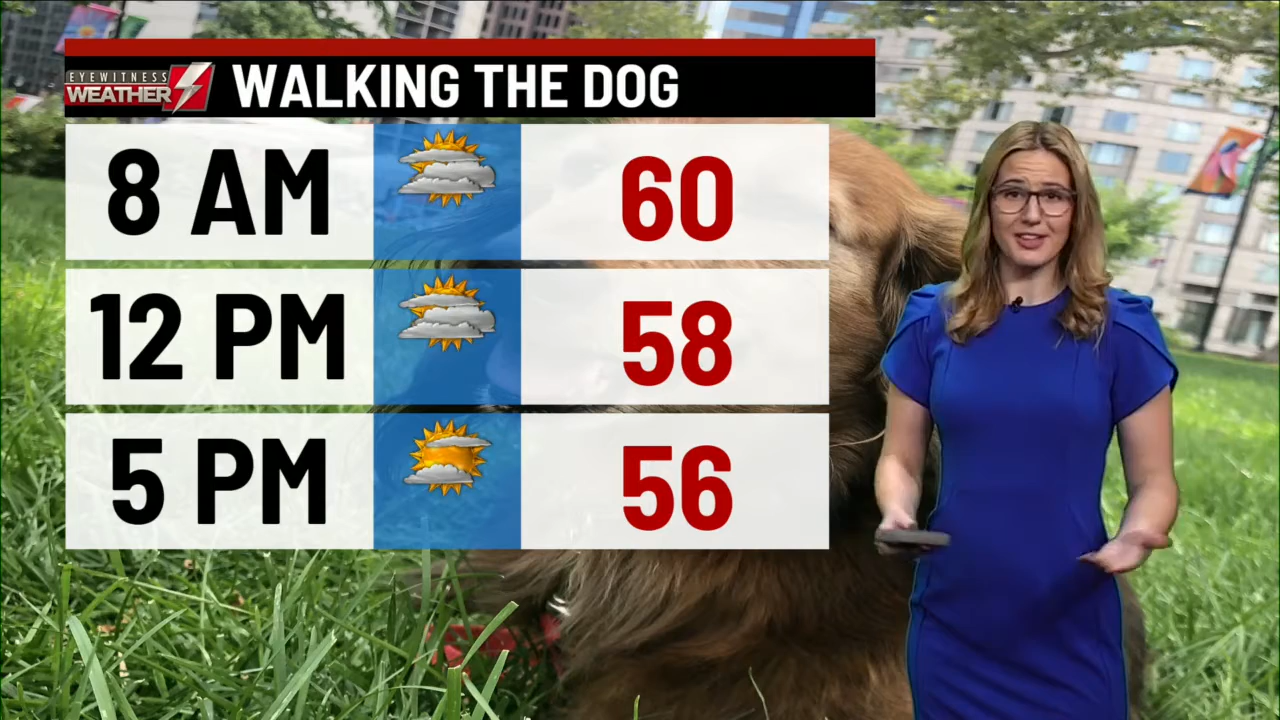 EYEWITNESS
WEATHER
WALKING THE DOG
8 AM 60
12 PM 58
5 PM 56